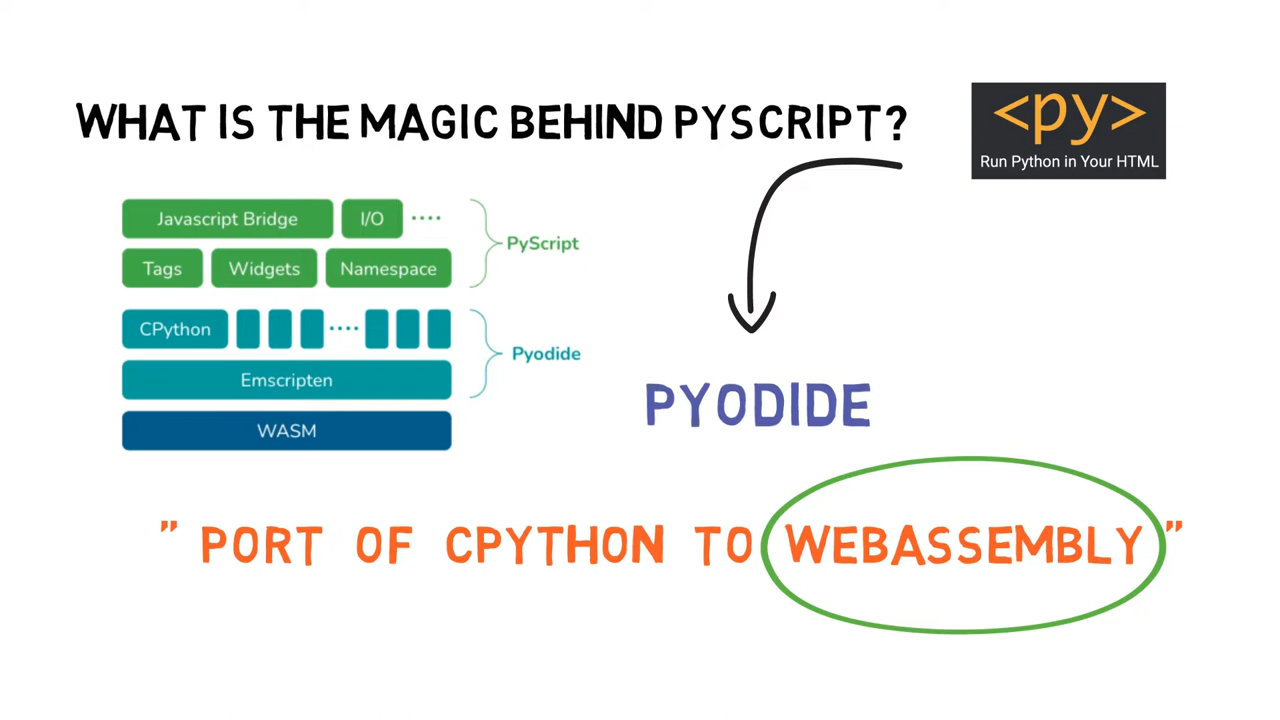 WHAT IS THE MAGIC BEHIND PYSCRIPT?
<py>
Run Python in Your HTML
Javascript Bridge I/O ....
PyScript
Tags Widgets Namespace
CPython ....
Pyodide
Emscripten
WASM
PYODIDE
" PORT OF CPYTHON TO WEBASSEMBLY "